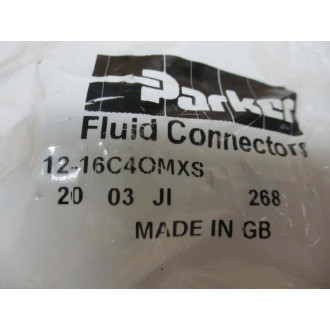 Parker
Fluid Connectors
12-16C4OMXS
20 03 JI 268
MADE IN GB